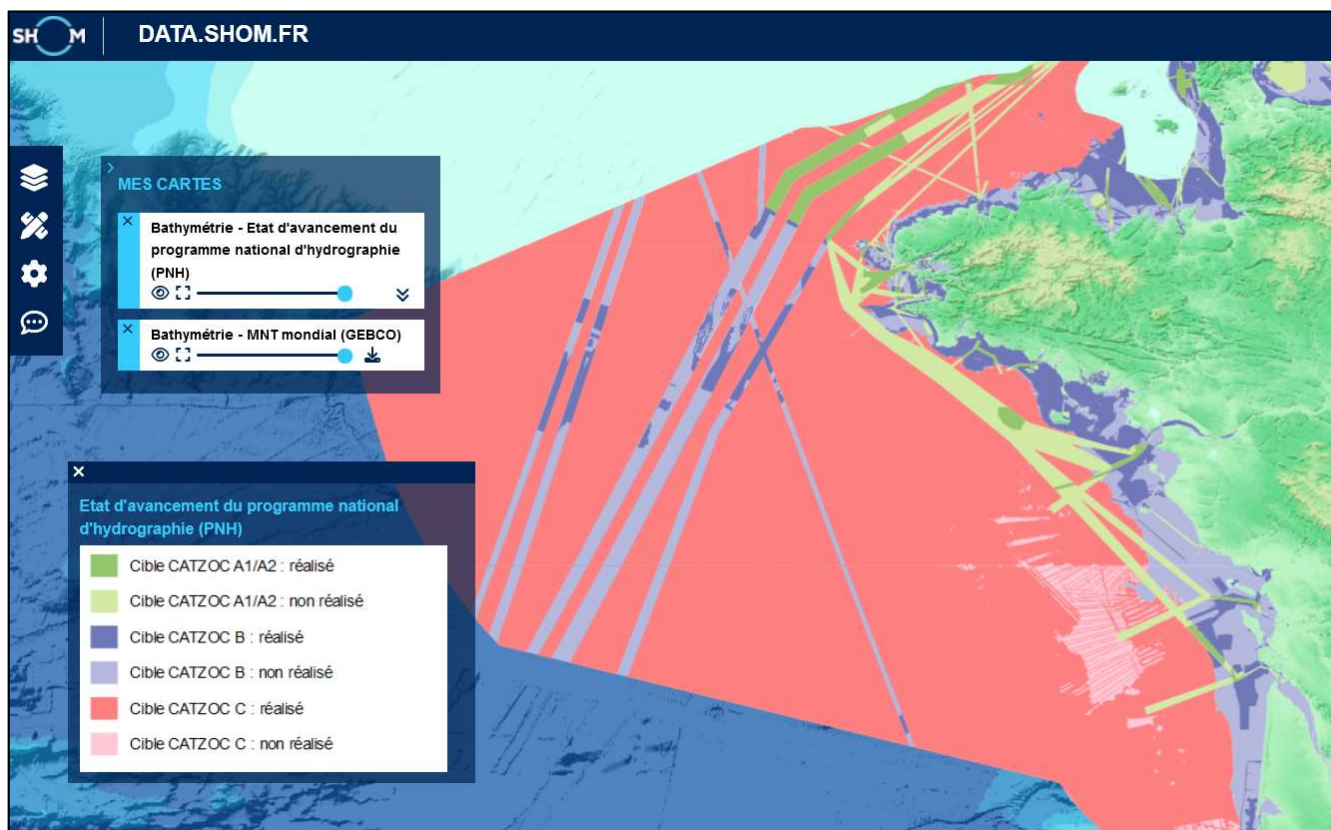 SHOM
DATA.SHOM.FR
MES CARTES
Bathymétrie - Etat d'avancement du
programme national d'hydrographie
(PNH)
Bathymétrie - MNT mondial (GEBCO)
Etat d'avancement du programme national
d'hydrographie (PNH)
Cible CATZOC A1/A2 : réalisé
Cible CATZOC A1/A2 : non réalisé
Cible CATZOC B : réalisé
Cible CATZOC B : non réalisé
Cible CATZOC C : réalisé
Cible CATZOC C : non réalisé